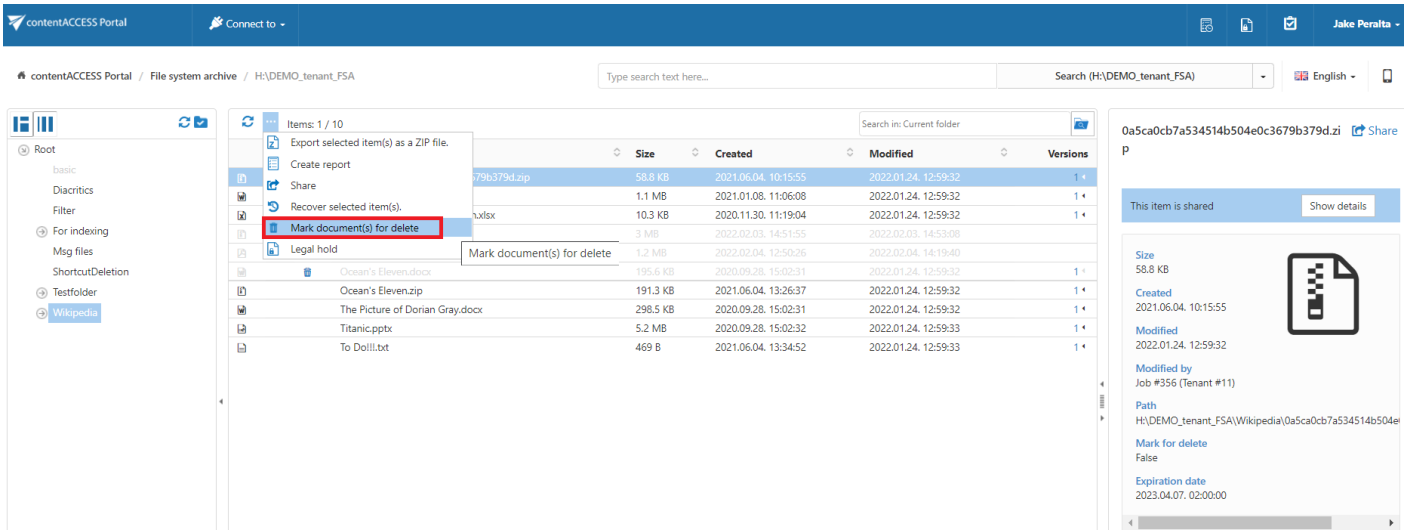 contentACCESS Portal
Connect to
Jake Peralta
contentACCESS Portal / File system archive / H:\DEMO_tenant_FSA
Type search text here...
Search (H:\DEMO_tenant_FSA)
English
Root
basic
Diacritics
Filter
For indexing
Msg files
ShortcutDeletion
Testfolder
Wikipedia
Items: 1 / 10
Search in: Current folder
Export selected item(s) as a ZIP file.
Create report
Share
Recover selected item(s).
Mark document(s) for delete
Legal hold
Mark document(s) for delete
Size Created Modified Versions
679b379d.zip 58.8 KB 2021.06.04. 10:15:55 2022.01.24. 12:59:32 1
1.1 MB 2021.01.08. 11:06:08 2022.01.24. 12:59:32 1
.xlsx 10.3 KB 2020.11.30. 11:19:04 2022.01.24. 12:59:32 1
3 MB 2022.02.03. 14:51:55 2022.02.03. 14:53:08
1.2 MB 2022.02.04. 12:50:26 2022.02.04. 14:19:40
Ocean's Eleven.docx 195.6 KB 2020.09.28. 15:02:31 2022.01.24. 12:59:32 1
Ocean's Eleven.zip 191.3 KB 2021.06.04. 13:26:37 2022.01.24. 12:59:32 1
The Picture of Dorian Gray.docx 298.5 KB 2020.09.28. 15:02:31 2022.01.24. 12:59:32 1
Titanic.pptx 5.2 MB 2020.09.28. 15:02:32 2022.01.24. 12:59:33 1
To Do!!!.txt 469 B 2021.06.04. 13:34:52 2022.01.24. 12:59:33 1
0a5ca0cb7a534514b504e0c3679b379d.zi
p
Share
This item is shared
Show details
Size
58.8 KB
Created
2021.06.04. 10:15:55
Modified
2022.01.24. 12:59:32
Modified by
Job #356 (Tenant #11)
Path
H:\DEMO_tenant_FSA\Wikipedia\0a5ca0cb7a534514b504e
Mark for delete
False
Expiration date
2023.04.07. 02:00:00